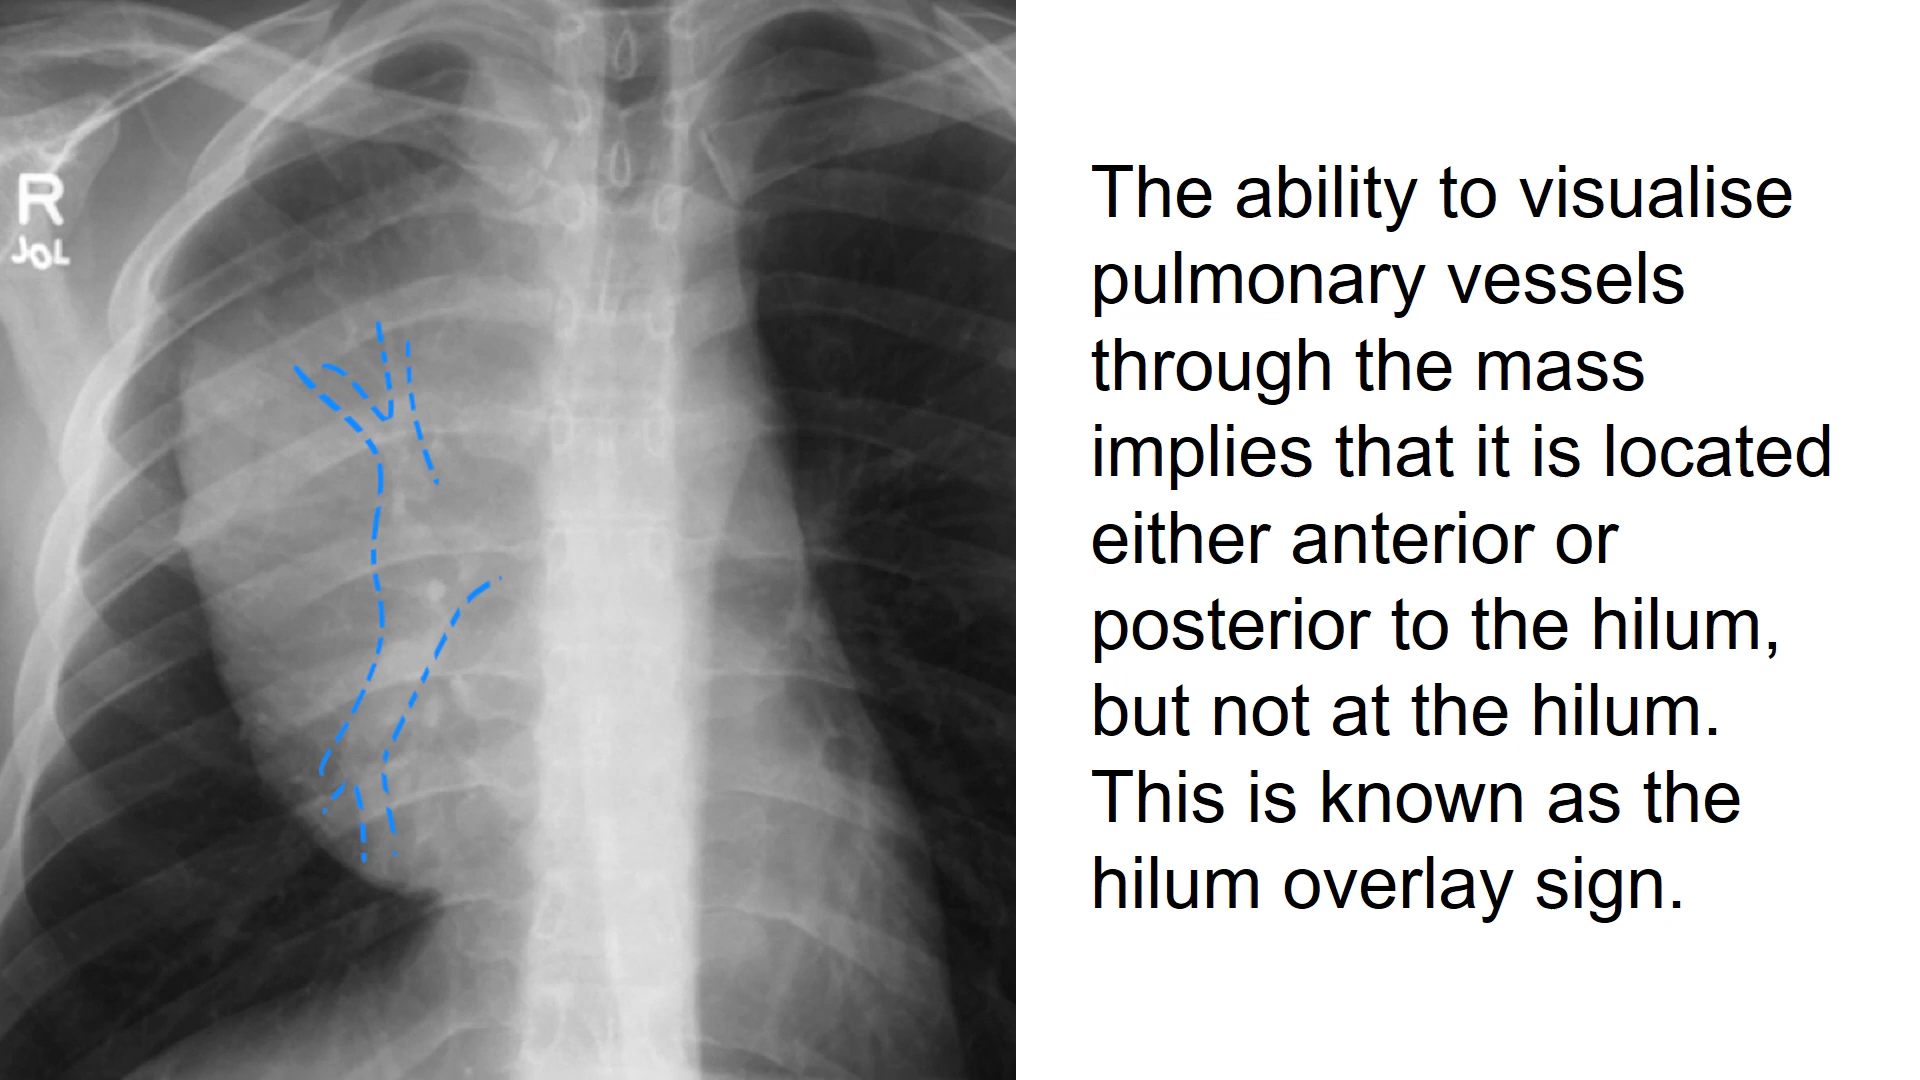 R
JOL
The ability to visualise
pulmonary vessels
through the mass
implies that it is located
either anterior or
posterior to the hilum,
but not at the hilum.
This is known as the
hilum overlay sign.